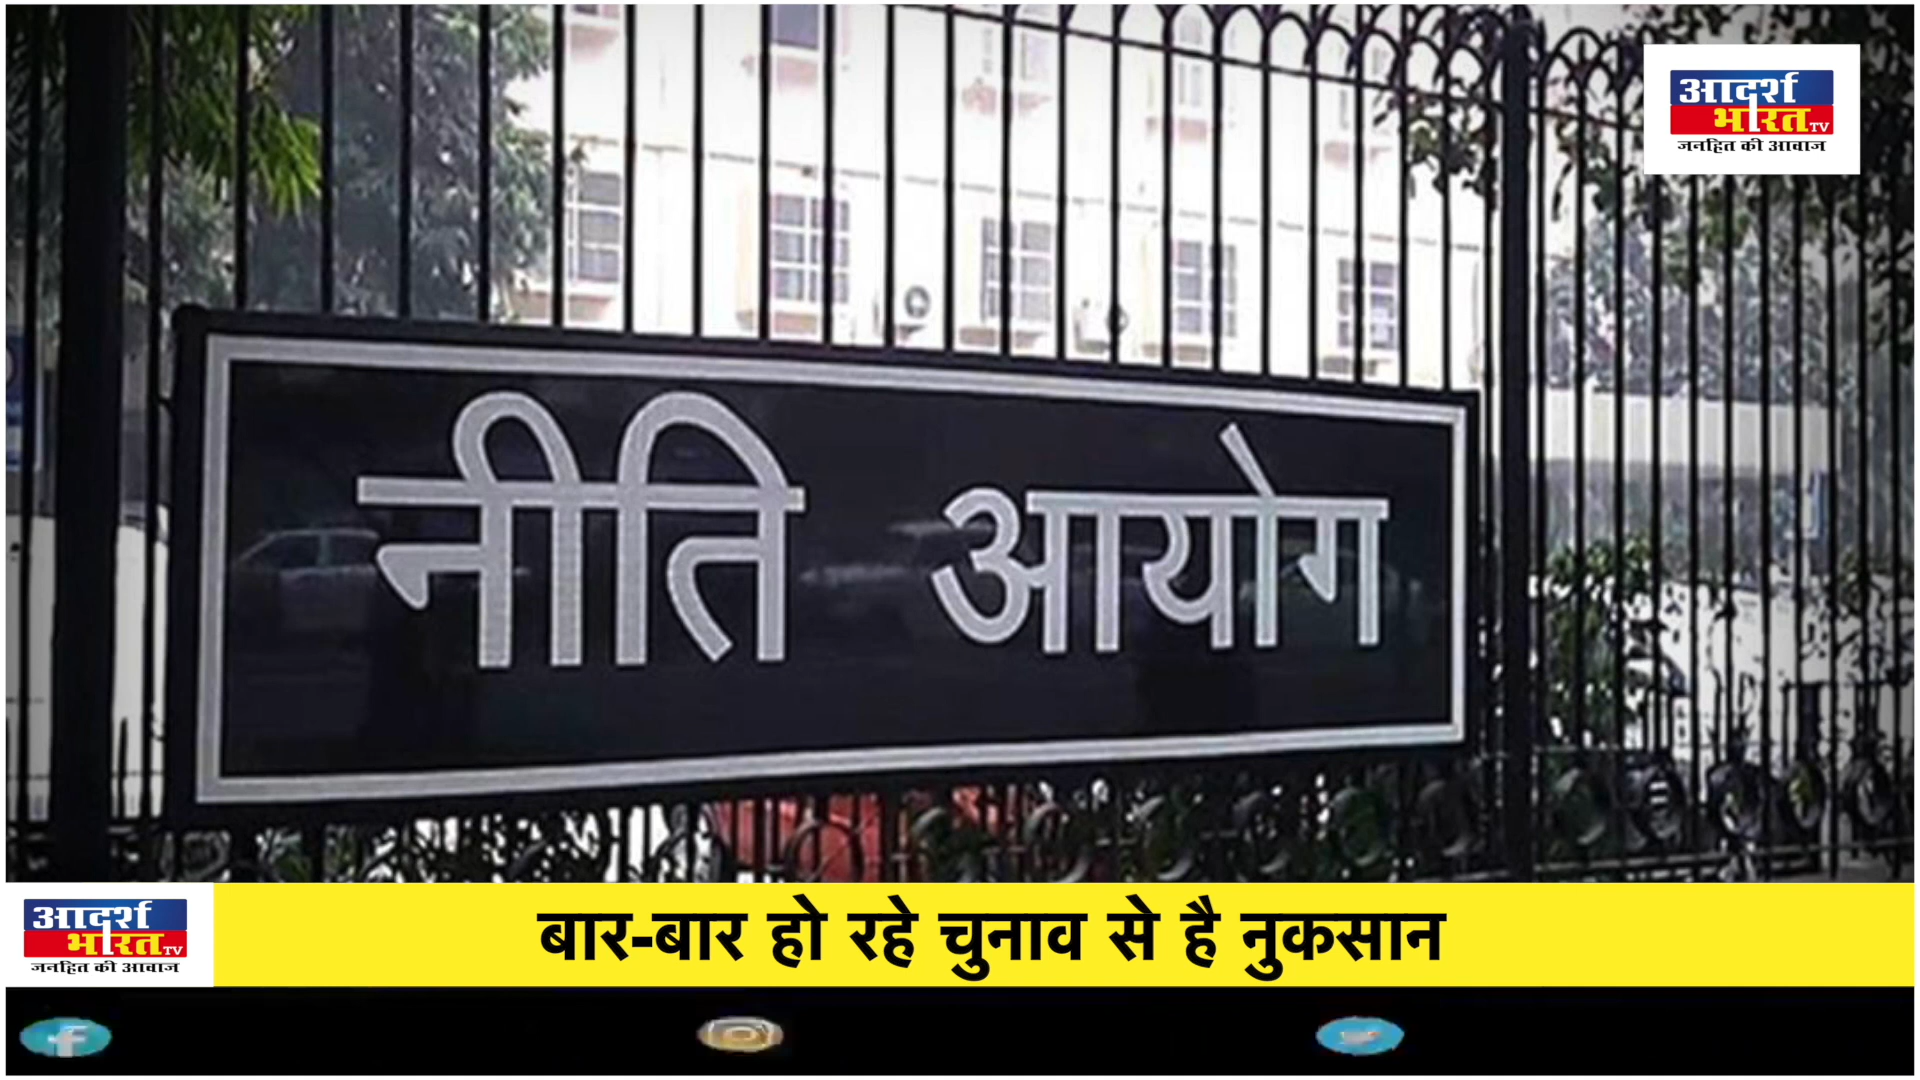 आदर्श
भारत TV
जनहित की आवाज
नीति आयोग
आदर्श
भारत TV
जनहित की आवाज
बार-बार हो रहे चुनाव से है नुकसान